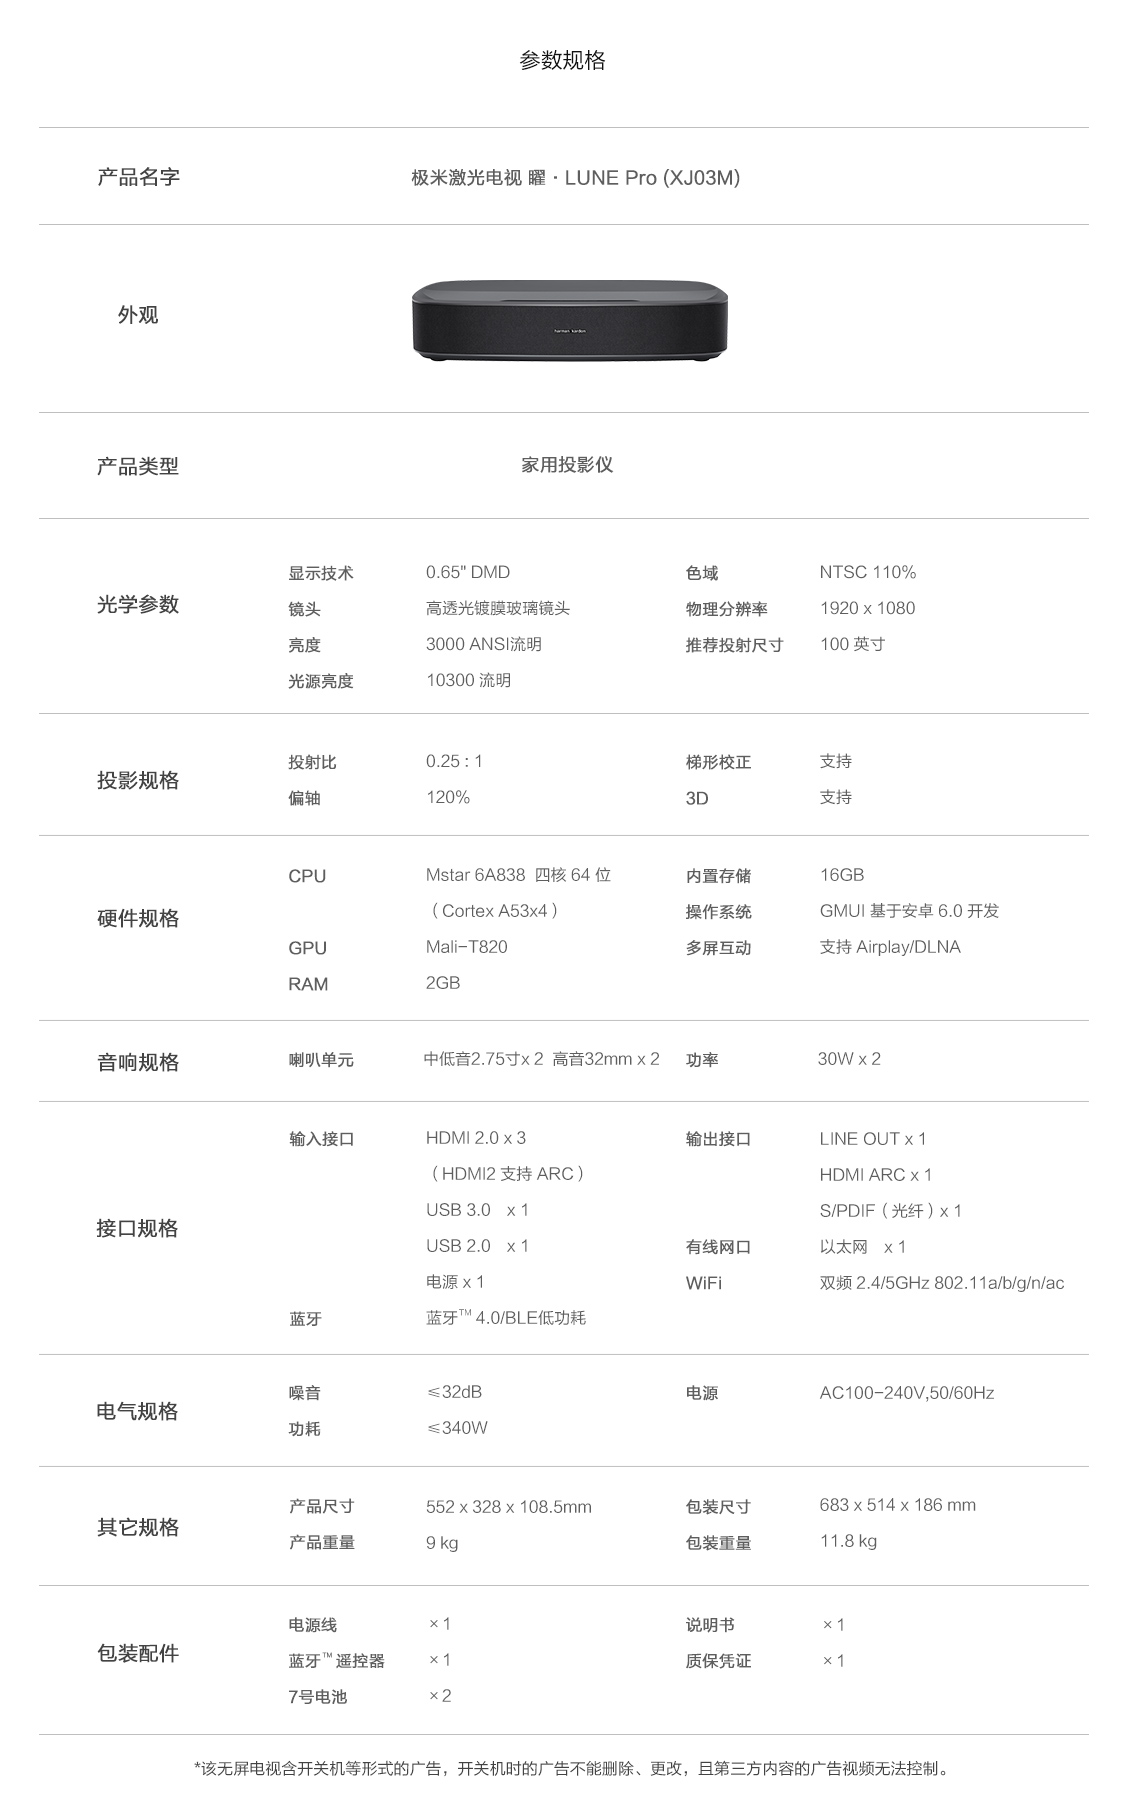 参数规格
产品名字 极米激光电视 曜·LUNE Pro (XJ03M)
外观
harman kardon
产品类型 家用投影仪
光学参数
显示技术 0.65" DMD 色域 NTSC 110%
镜头 高透光镀膜玻璃镜头 物理分辨率 1920 x 1080
亮度 3000 ANSI流明 推荐投射尺寸 100 英寸
光源亮度 10300 流明
投影规格
投射比 0.25 : 1 梯形校正 支持
偏轴 120% 3D 支持
硬件规格
CPU Mstar 6A838 四核 64 位 内置存储 16GB
（Cortex A53x4） 操作系统 GMUI 基于安卓 6.0 开发
GPU Mali-T820 多屏互动 支持 Airplay/DLNA
RAM 2GB
音响规格 喇叭单元 中低音2.75寸x 2 高音32mm x 2 功率 30W x 2
接口规格
输入接口 HDMI 2.0 x 3 输出接口 LINE OUT x 1
（HDMI2 支持 ARC） HDMI ARC x 1
USB 3.0 x 1 S/PDIF（光纤）x 1
USB 2.0 x 1 有线网口 以太网 x 1
电源 x 1 WiFi 双频 2.4/5GHz 802.11a/b/g/n/ac
蓝牙 蓝牙™ 4.0/BLE低功耗
电气规格
噪音 ≤32dB 电源 AC100-240V,50/60Hz
功耗 ≤340W
其它规格
产品尺寸 552 x 328 x 108.5mm 包装尺寸 683 x 514 x 186 mm
产品重量 9 kg 包装重量 11.8 kg
包装配件
电源线 ×1 说明书 ×1
蓝牙™遥控器 ×1 质保凭证 ×1
7号电池 ×2
*该无屏电视含开关机等形式的广告，开关机时的广告不能删除、更改，且第三方内容的广告视频无法控制。